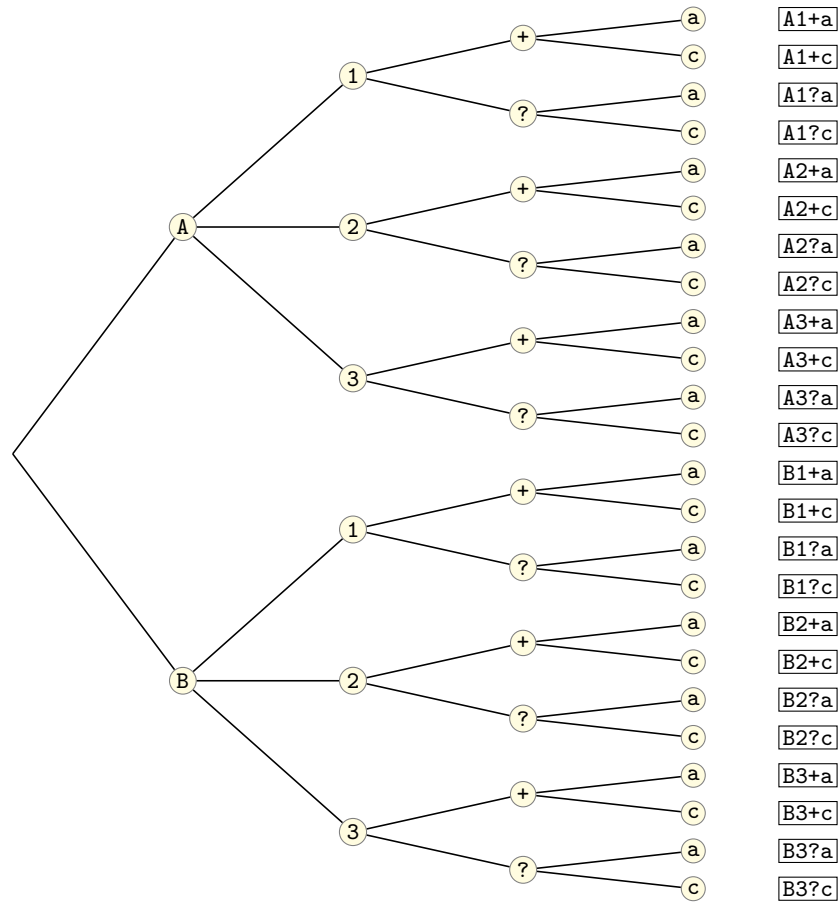 a A1+a
+
c A1+c
1
a A1?a
?
c A1?c
a A2+a
+
c A2+c
A 2
a A2?a
?
c A2?c
a A3+a
+
c A3+c
3
a A3?a
?
c A3?c
a B1+a
+
c B1+c
1
a B1?a
?
c B1?c
a B2+a
+
c B2+c
B 2
a B2?a
?
c B2?c
a B3+a
+
c B3+c
3
a B3?a
?
c B3?c